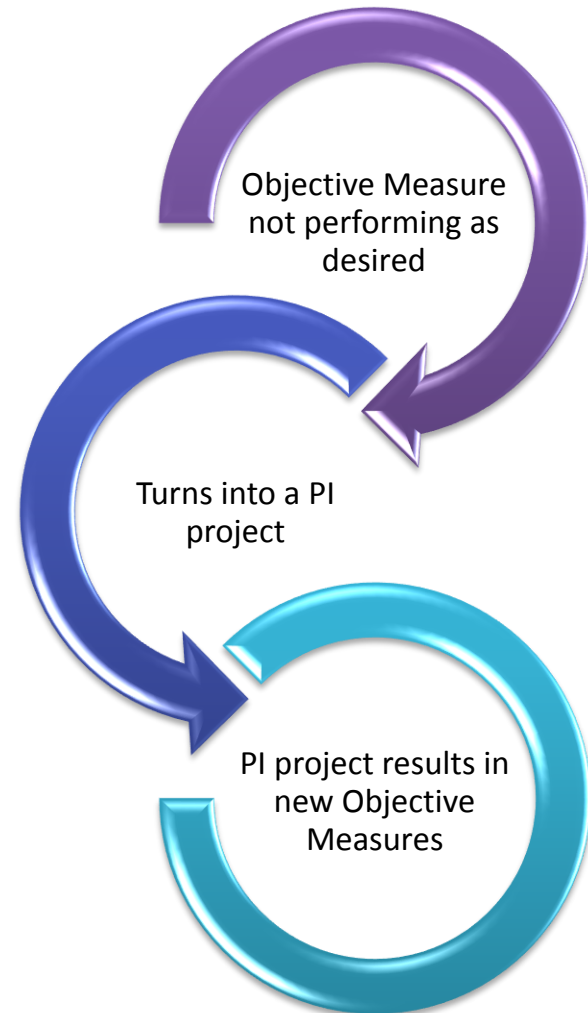 Objective Measure
not performing as
desired
Turns into a PI
project
PI project results in
new Objective
Measures